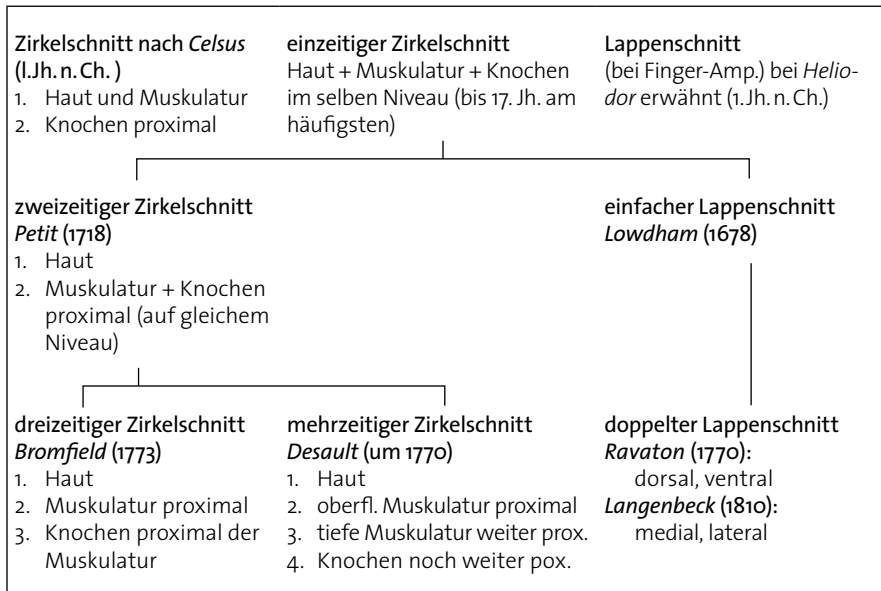 Zirkelschnitt nach Celsus
(l.Jh. n. Ch. )
1. Haut und Muskulatur
2. Knochen proximal
einzeitiger Zirkelschnitt
Haut + Muskulatur + Knochen
im selben Niveau (bis 17. Jh. am
häufigsten)
Lappenschnitt
(bei Finger-Amp.) bei Helio-
dor erwähnt (1.Jh. n. Ch.)
zweizeitiger Zirkelschnitt
Petit (1718)
1. Haut
2. Muskulatur + Knochen
proximal (auf gleichem
Niveau)
einfacher Lappenschnitt
Lowdham (1678)
dreizeitiger Zirkelschnitt
Bromfield (1773)
1. Haut
2. Muskulatur proximal
3. Knochen proximal der
Muskulatur
mehrzeitiger Zirkelschnitt
Desault (um 1770)
1. Haut
2. oberfl. Muskulatur proximal
3. tiefe Muskulatur weiter prox.
4. Knochen noch weiter pox.
doppelter Lappenschnitt
Ravaton (1770):
dorsal, ventral
Langenbeck (1810):
medial, lateral